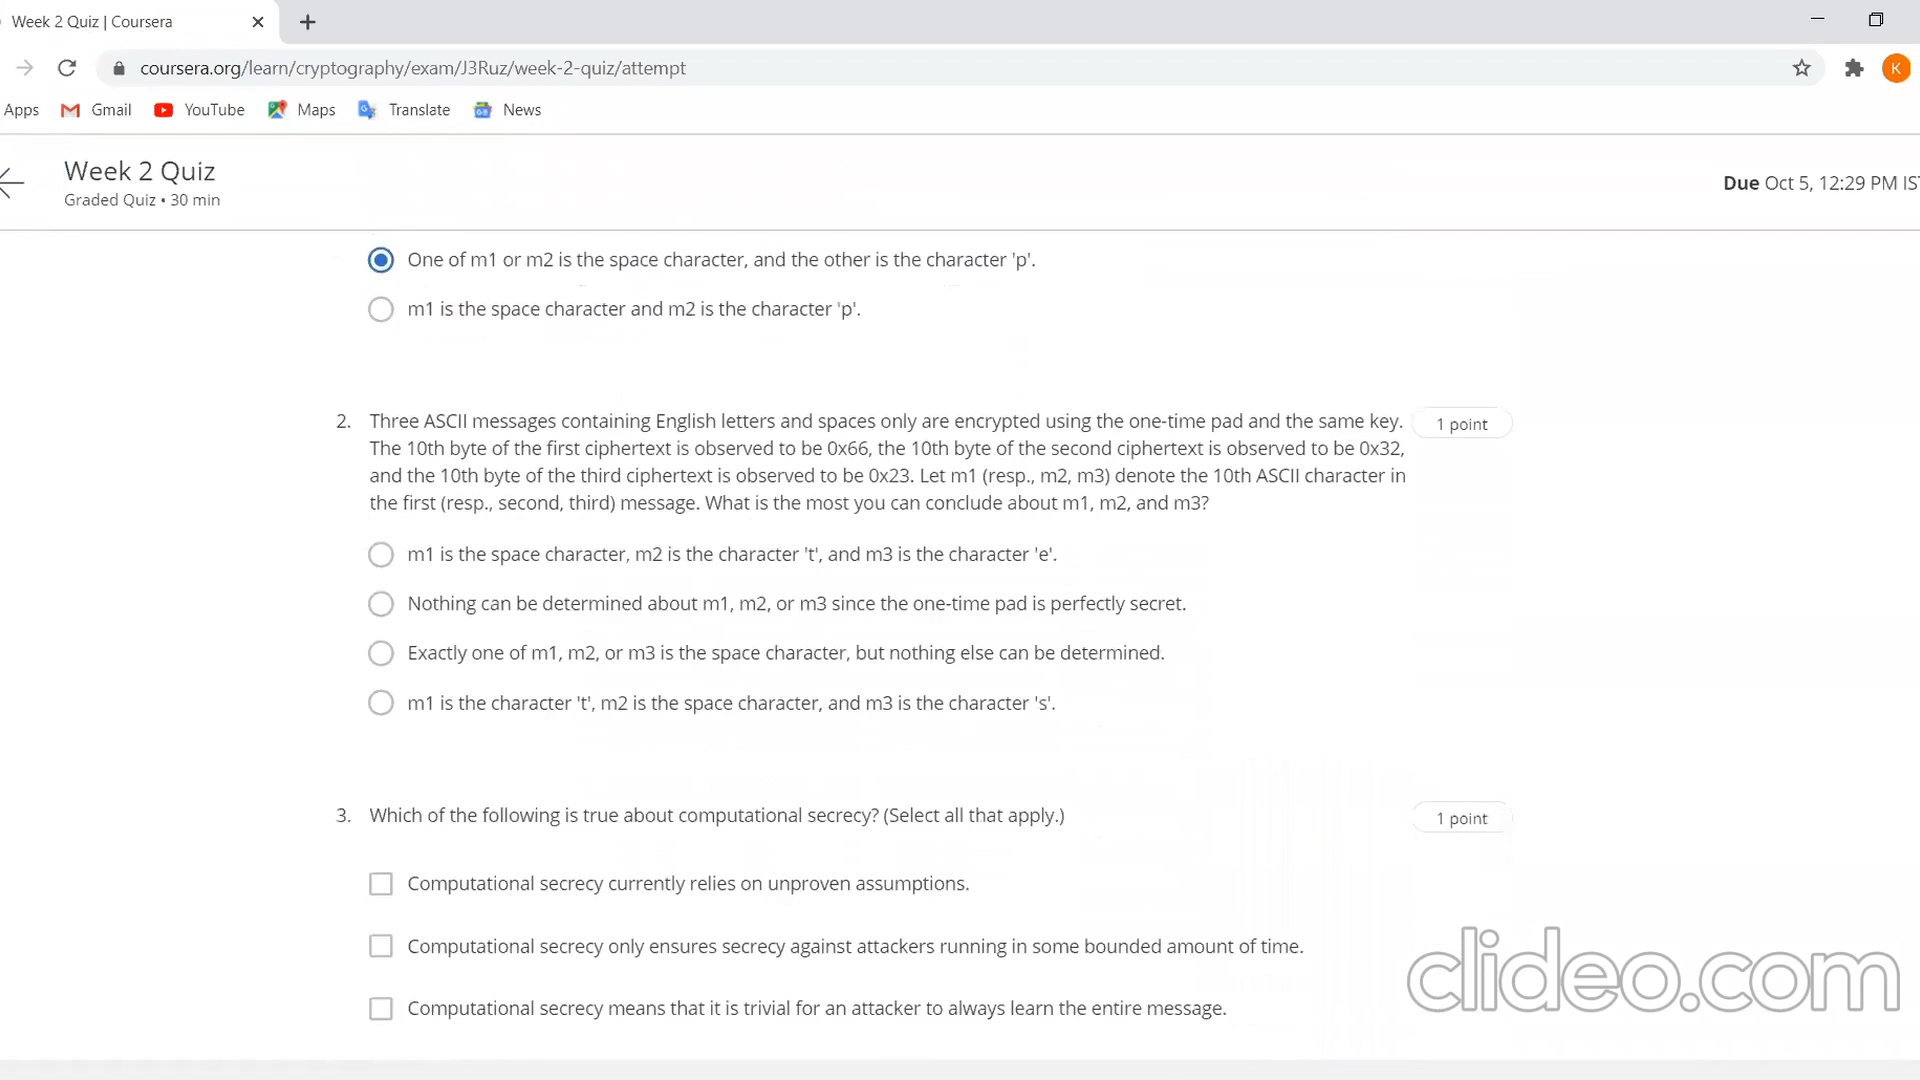 Week 2 Quiz | Coursera
coursera.org/learn/cryptography/exam/J3Ruz/week-2-quiz/attempt
K
Apps Gmail YouTube Maps Translate News
Week 2 Quiz
Graded Quiz • 30 min
Due Oct 5, 12:29 PM IST
One of m1 or m2 is the space character, and the other is the character 'p'.
m1 is the space character and m2 is the character 'p'.
2. Three ASCII messages containing English letters and spaces only are encrypted using the one-time pad and the same key. 1 point
The 10th byte of the first ciphertext is observed to be 0x66, the 10th byte of the second ciphertext is observed to be 0x32,
and the 10th byte of the third ciphertext is observed to be 0x23. Let m1 (resp., m2, m3) denote the 10th ASCII character in
the first (resp., second, third) message. What is the most you can conclude about m1, m2, and m3?
m1 is the space character, m2 is the character 't', and m3 is the character 'e'.
Nothing can be determined about m1, m2, or m3 since the one-time pad is perfectly secret.
Exactly one of m1, m2, or m3 is the space character, but nothing else can be determined.
m1 is the character 't', m2 is the space character, and m3 is the character 's'.
3. Which of the following is true about computational secrecy? (Select all that apply.) 1 point
Computational secrecy currently relies on unproven assumptions.
Computational secrecy only ensures secrecy against attackers running in some bounded amount of time.
Computational secrecy means that it is trivial for an attacker to always learn the entire message.
clideo.com